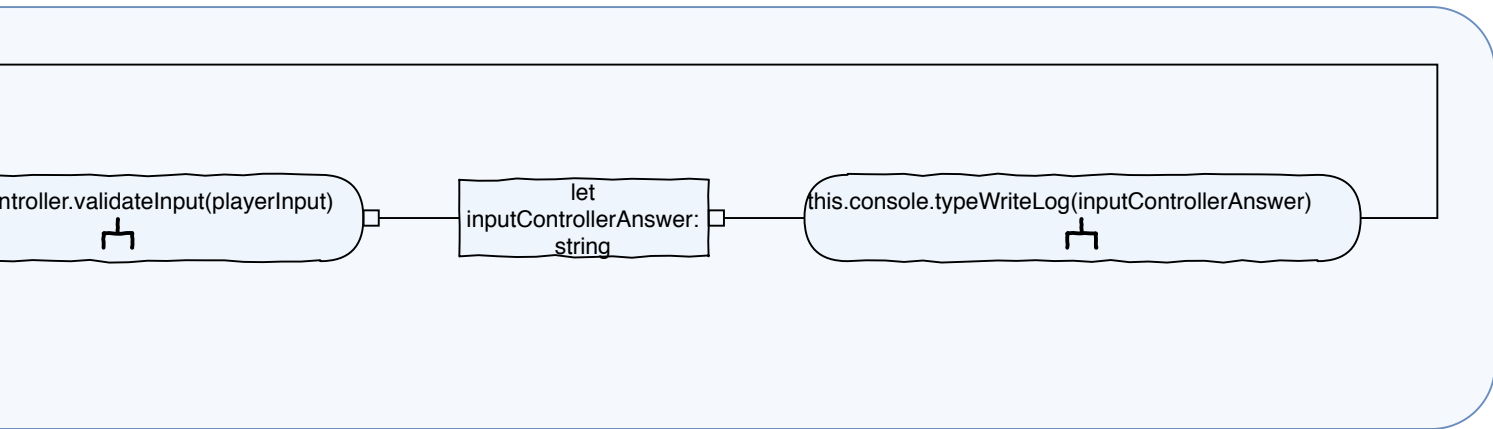 ntroller.validateInput(playerInput)
let
inputControllerAnswer:
string
this.console.typeWriteLog(inputControllerAnswer)